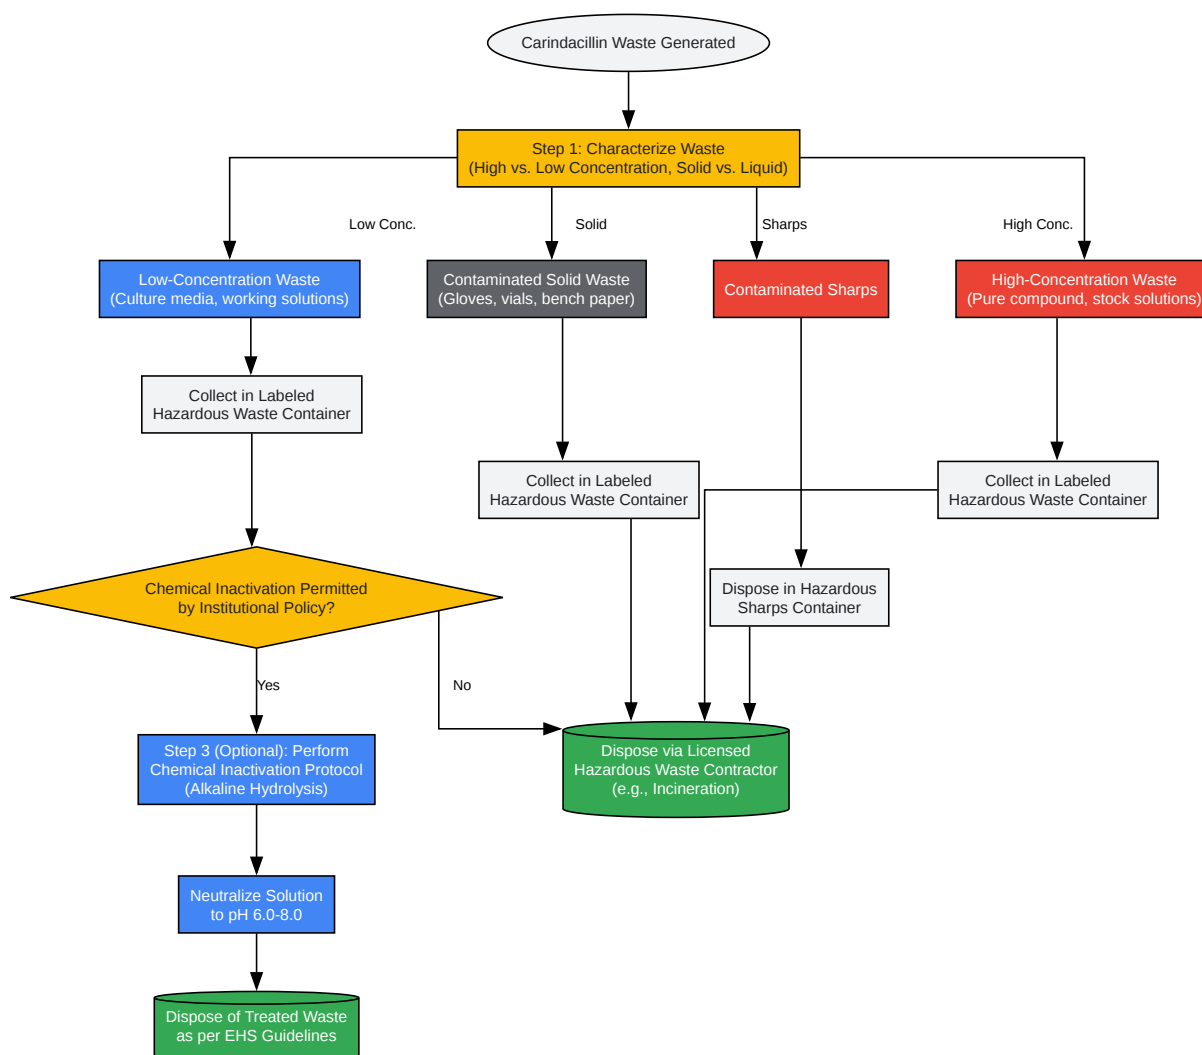 Carindacillin Waste Generated
Step 1: Characterize Waste
(High vs. Low Concentration, Solid vs. Liquid)
Low Conc.
Solid
Sharps
High Conc.
Low-Concentration Waste
(Culture media, working solutions)
Contaminated Solid Waste
(Gloves, vials, bench paper)
Contaminated Sharps
High-Concentration Waste
(Pure compound, stock solutions)
Collect in Labeled
Hazardous Waste Container
Collect in Labeled
Hazardous Waste Container
Collect in Labeled
Hazardous Waste Container
Chemical Inactivation Permitted
by Institutional Policy?
Dispose in Hazardous
Sharps Container
Yes
No
Step 3 (Optional): Perform
Chemical Inactivation Protocol
(Alkaline Hydrolysis)
Dispose via Licensed
Hazardous Waste Contractor
(e.g., Incineration)
Neutralize Solution
to pH 6.0-8.0
Dispose of Treated Waste
as per EHS Guidelines